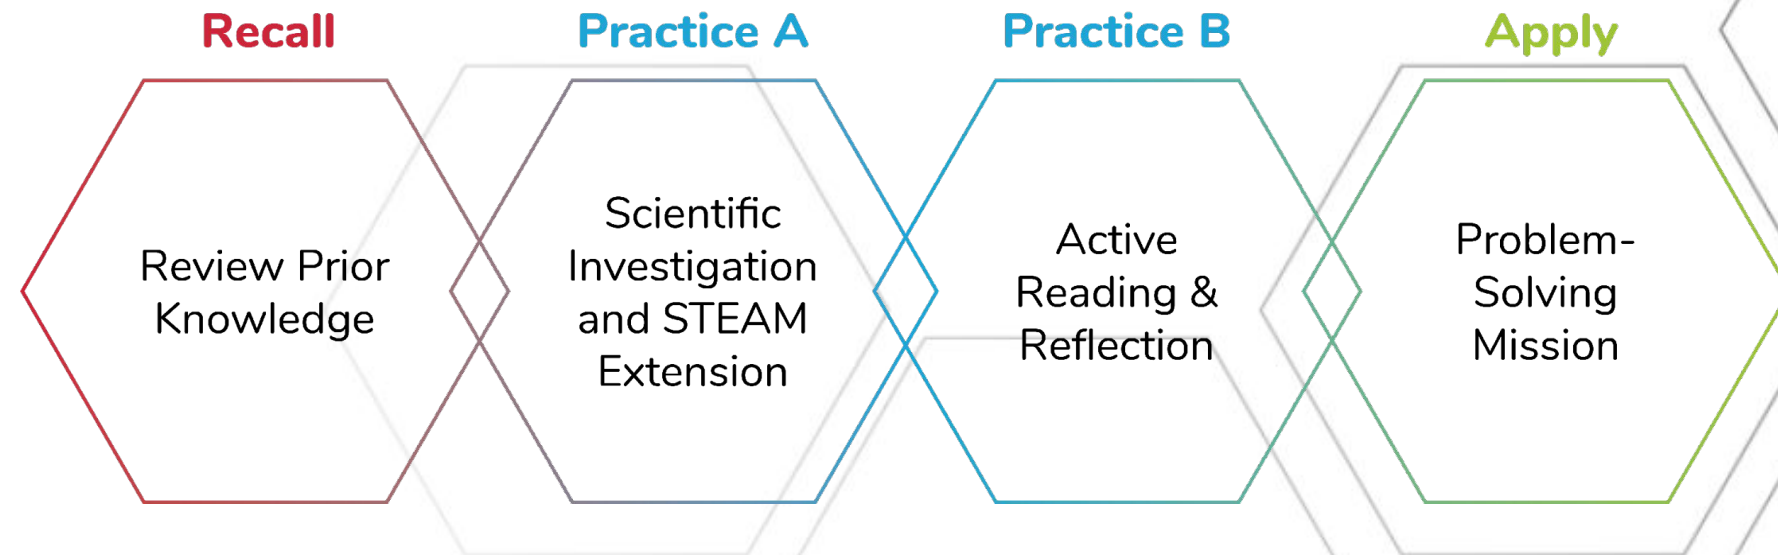 Recall
Review Prior
Knowledge
Practice A
Scientific
Investigation
and STEAM
Extension
Practice B
Active
Reading &
Reflection
Apply
Problem-
Solving
Mission